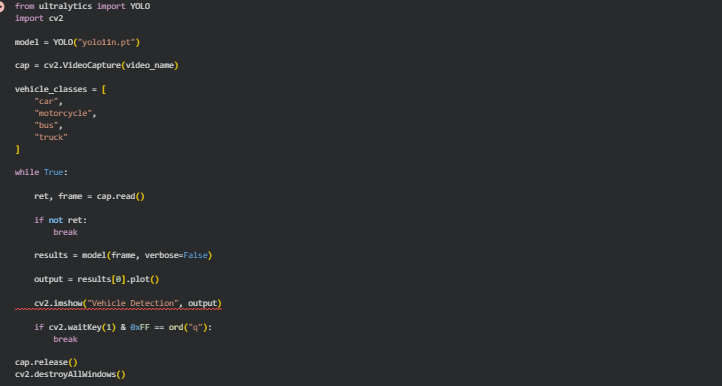 from ultralytics import YOLO
import cv2
model = YOLO("yolo11n.pt")
cap = cv2.VideoCapture(video_name)
vehicle_classes = [
    "car",
    "motorcycle",
    "bus",
    "truck"
]
while True:
    ret, frame = cap.read()
    if not ret:
        break
    results = model(frame, verbose=False)
    output = results[0].plot()
    cv2.imshow("Vehicle Detection", output)
    if cv2.waitKey(1) & 0xFF == ord("q"):
        break
cap.release()
cv2.destroyAllWindows()